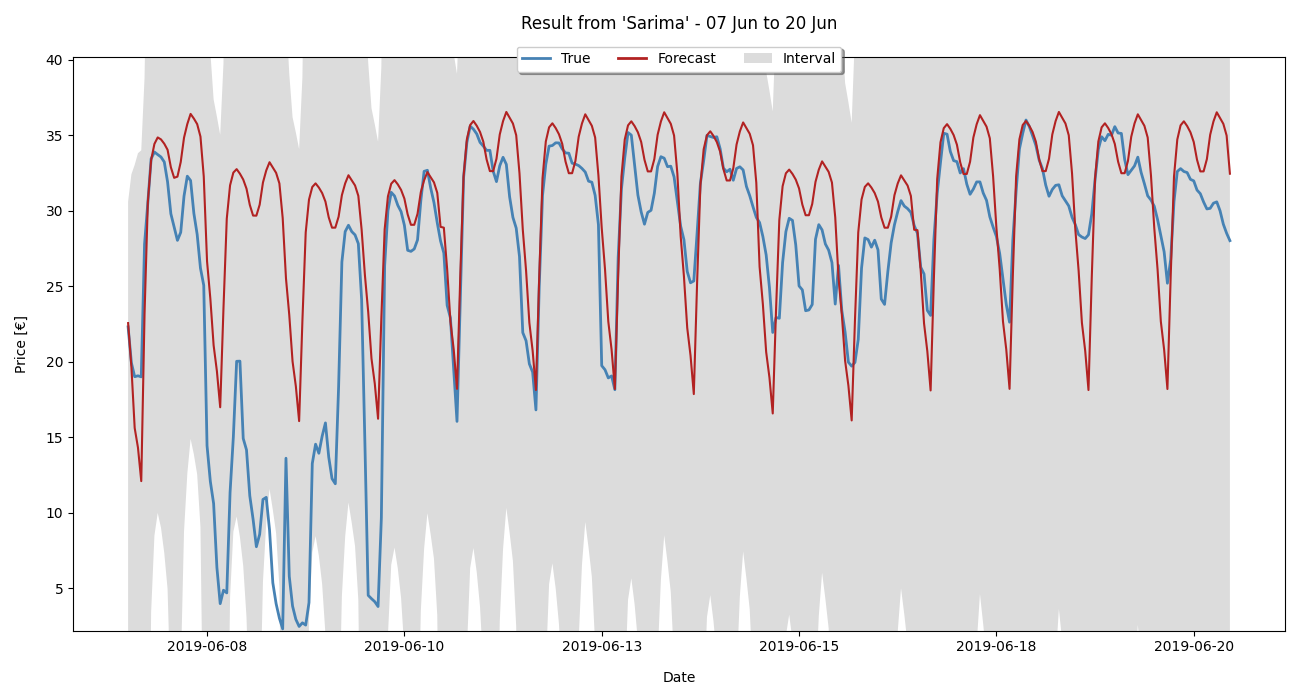 Result from 'Sarima' - 07 Jun to 20 Jun
True Forecast Interval
40
35
30
25
20
15
10
5
Price [€]
2019-06-08 2019-06-10 2019-06-13 2019-06-15 2019-06-18 2019-06-20
Date